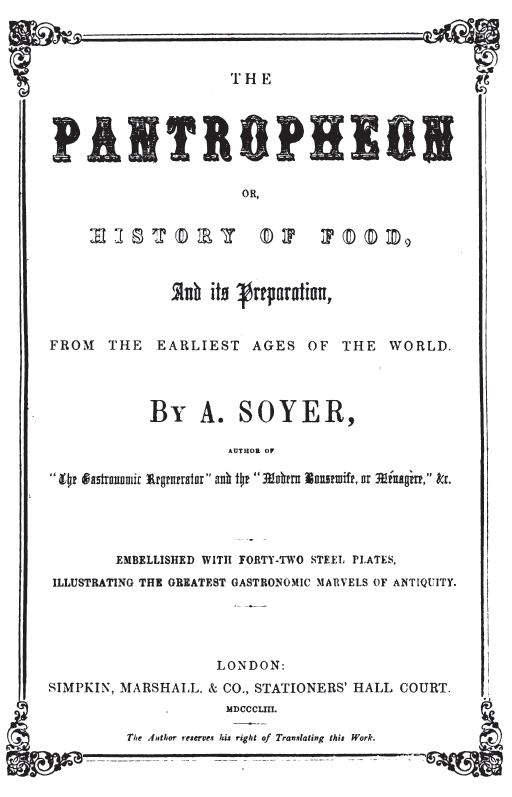 THE
PANTROPHEON
OR,
HISTORY OF FOOD,
And its Preparation,
FROM THE EARLIEST AGES OF THE WORLD.
BY A. SOYER,
AUTHOR OF
"The Gastronomic Regenerator" and the "Modern Housewife, or Ménagère," &c.
EMBELLISHED WITH FORTY-TWO STEEL PLATES,
ILLUSTRATING THE GREATEST GASTRONOMIC MARVELS OF ANTIQUITY.
LONDON:
SIMPKIN, MARSHALL. & CO., STATIONERS' HALL COURT.
MDCCCLIII.
The Author reserves his right of Translating this Work.